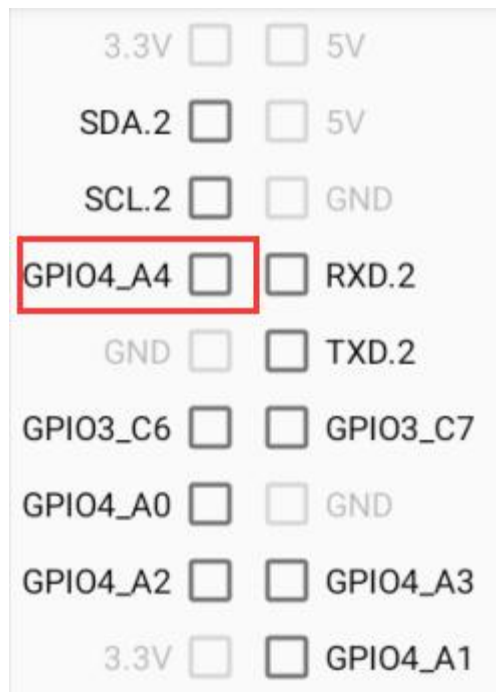 3.3V 5V
SDA.2 5V
SCL.2 GND
GPIO4_A4 RXD.2
GND TXD.2
GPIO3_C6 GPIO3_C7
GPIO4_A0 GND
GPIO4_A2 GPIO4_A3
3.3V GPIO4_A1